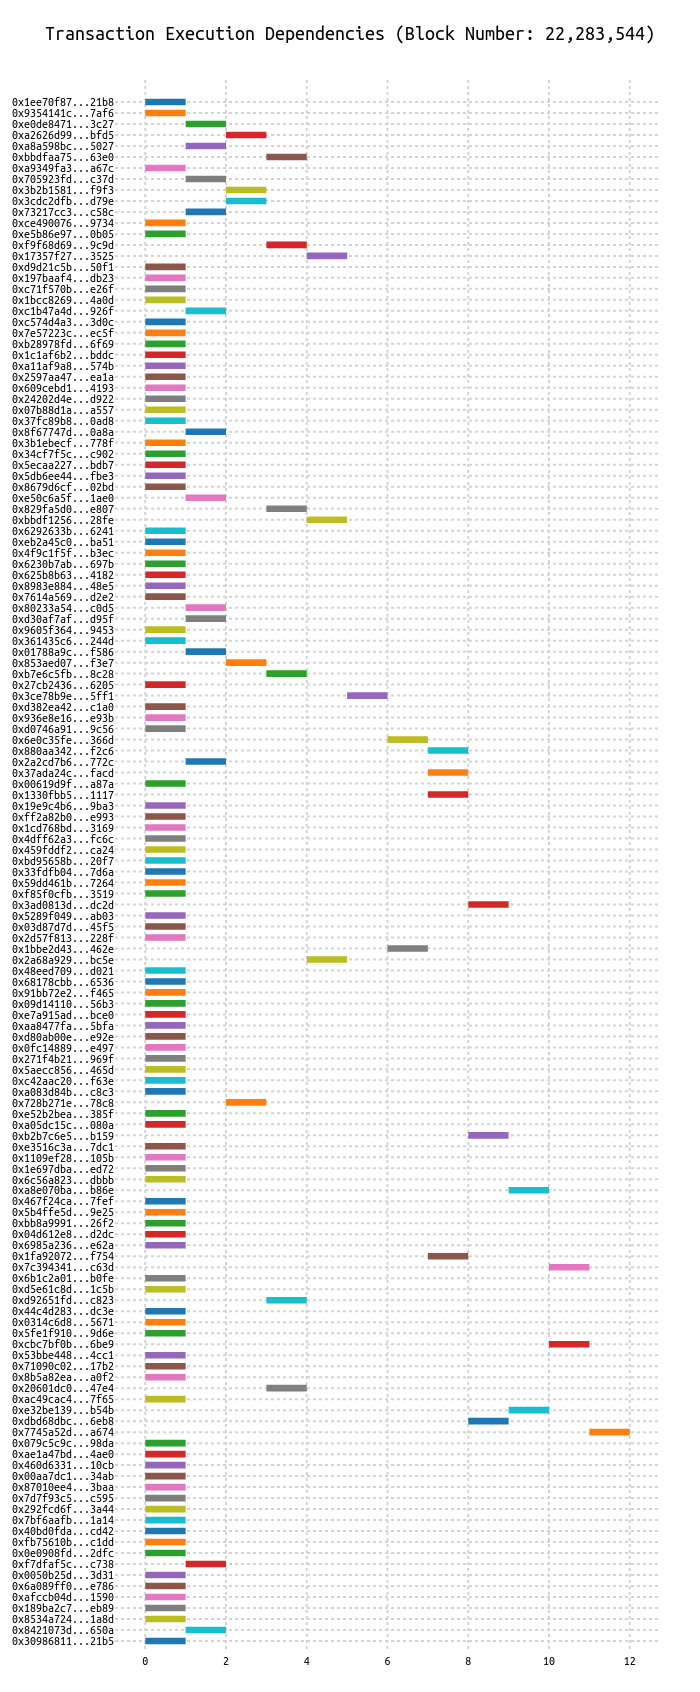 Transaction Execution Dependencies (Block Number: 22,283,544)
0x1ee70f87...21b8
0x9354141c...7af6
0xe0de8471...3c27
0xa2626d99...bfd5
0xa8a598bc...5027
0xbbdfaa75...63e0
0xa9349fa3...a67c
0x705923fd...c37d
0x3b2b1581...f9f3
0x3cdc2dfb...d79e
0x73217cc3...c58c
0xce490076...9734
0xe5b86e97...0b05
0xf9f68d69...9c9d
0x17357f27...3525
0xd9d21c5b...50f1
0x197baaf4...db23
0xc71f570b...e26f
0x1bcc8269...4a0d
0xc1b47a4d...926f
0xc574d4a3...3d0c
0x7e57223c...ec5f
0xb28978fd...6f69
0x1c1af6b2...bddc
0xa11af9a8...574b
0x2597aa47...ea1a
0x609cebd1...4193
0x24202d4e...d922
0x07b88d1a...a557
0x37fc89b8...0ad8
0x8f67747d...0a8a
0x3b1ebecf...778f
0x34cf7f5c...c902
0x5ecaa227...bdb7
0x5db6ee44...fbe3
0x8679d6cf...02bd
0xe50c6a5f...1ae0
0x829fa5d0...e807
0xbbdf1256...28fe
0x6292633b...6241
0xeb2a45c0...ba51
0x4f9c1f5f...b3ec
0x6230b7ab...697b
0x625b8b63...4182
0x8983e884...48e5
0x7614a569...d2e2
0x80233a54...c0d5
0xd30af7af...d95f
0x9605f364...9453
0x361435c6...244d
0x01788a9c...f586
0x853aed07...f3e7
0xb7e6c5fb...8c28
0x27cb2436...6205
0x3ce78b9e...5ff1
0xd382ea42...c1a0
0x936e8e16...e93b
0xd0746a91...9c56
0x6e0c35fe...366d
0x880aa342...f2c6
0x2a2cd7b6...772c
0x37ada24c...facd
0x00619d9f...a87a
0x1330fbb5...1117
0x19e9c4b6...9ba3
0xff2a82b0...e993
0x1cd768bd...3169
0x4dff62a3...fc6c
0x459fddf2...ca24
0xbd95658b...20f7
0x33fdfb04...7d6a
0x59dd461b...7264
0xf85f0cfb...3519
0x3ad0813d...dc2d
0x5289f049...ab03
0x03d87d7d...45f5
0x2d57f813...228f
0x1bbe2d43...462e
0x2a68a929...bc5e
0x48eed709...d021
0x68178cbb...6536
0x91bb72e2...f465
0x09d14110...56b3
0xe7a915ad...bce0
0xaa8477fa...5bfa
0xd80ab00e...e92e
0x0fc14889...e497
0x271f4b21...969f
0x5aecc856...465d
0xc42aac20...f63e
0xa083d84b...c8c3
0x728b271e...78c8
0xe52b2bea...385f
0xa05dc15c...080a
0xb2b7c6e5...b159
0xe3516c3a...7dc1
0x1109ef28...105b
0x1e697dba...ed72
0x6c56a823...dbbb
0xa8e070ba...b86e
0x467f24ca...7fef
0x5b4ffe5d...9e25
0xbb8a9991...26f2
0x04d612e8...d2dc
0x6985a236...e62a
0x1fa92072...f754
0x7c394341...c63d
0x6b1c2a01...b0fe
0xd5e61c8d...1c5b
0xd92651fd...c823
0x44c4d283...dc3e
0x0314c6d8...5671
0x5fe1f910...9d6e
0xcbc7bf0b...6be9
0x53bbe448...4cc1
0x71090c02...17b2
0x8b5a82ea...a0f2
0x20601dc0...47e4
0xac49cac4...7f65
0xe32be139...b54b
0xdbd68dbc...6eb8
0x7745a52d...a674
0x079c5c9c...98da
0xae1a47bd...4ae0
0x460d6331...10cb
0x00aa7dc1...34ab
0x87010ee4...3baa
0x7d7f93c5...c595
0x292fcd6f...3a44
0x7bf6aafb...1a14
0x40bd0fda...cd42
0xfb75610b...c1dd
0x0e0908fd...2dfc
0xf7dfaf5c...c738
0x0050b25d...3d31
0x6a089ff0...e786
0xafccb04d...1590
0x189ba2c7...eb89
0x8534a724...1a8d
0x8421073d...650a
0x30986811...21b5
0 2 4 6 8 10 12